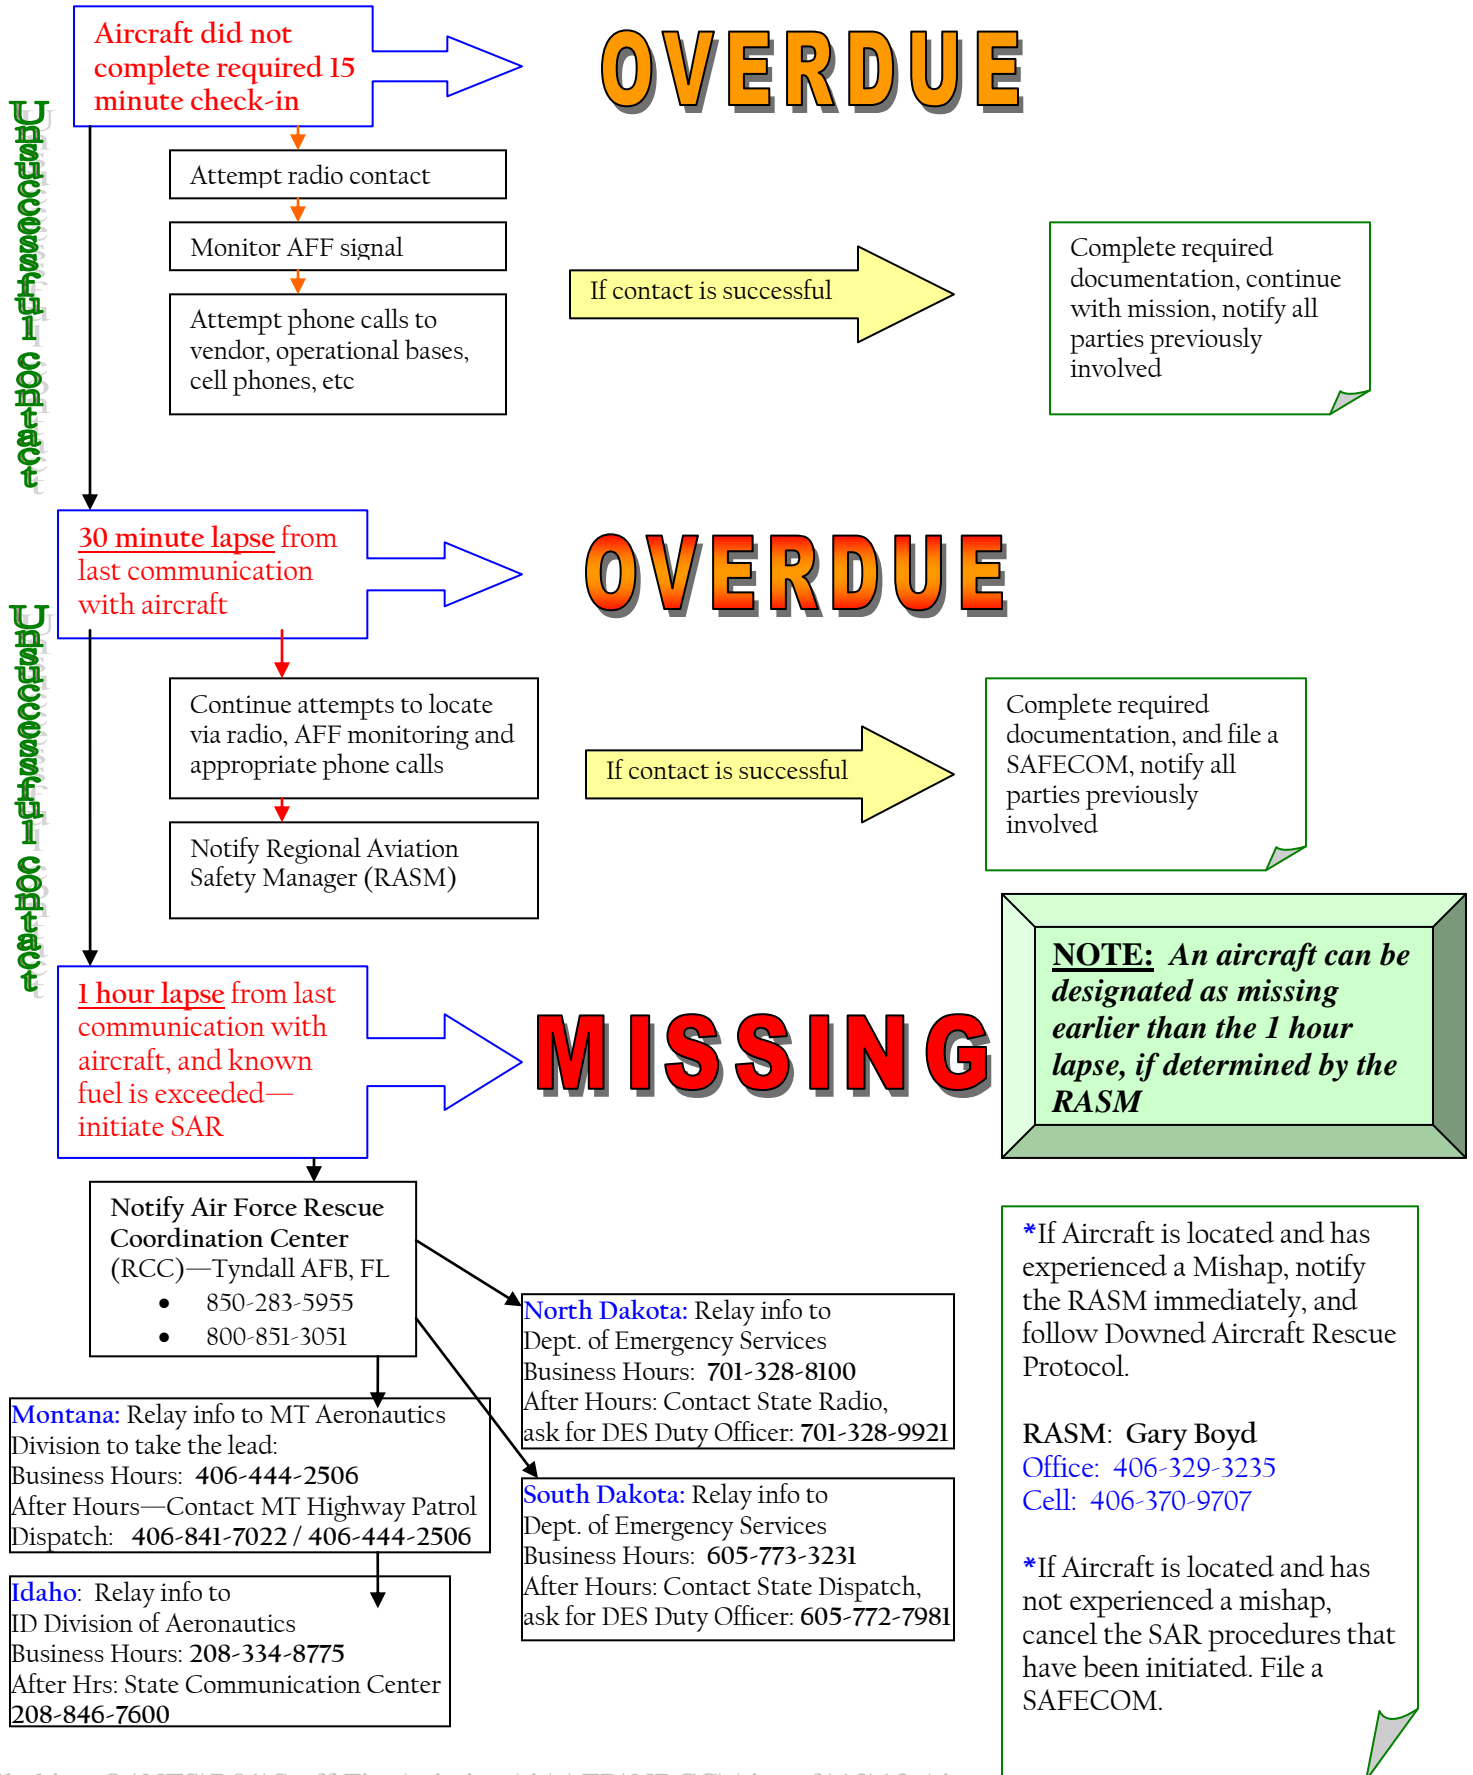 Aircraft did not
complete required 15
minute check-in
OVERDUE
Unsuccessful contact
Attempt radio contact
Monitor AFF signal
Attempt phone calls to
vendor, operational bases,
cell phones, etc
If contact is successful
Complete required
documentation, continue
with mission, notify all
parties previously
involved
30 minute lapse from
last communication
with aircraft
OVERDUE
Unsuccessful contact
Continue attempts to locate
via radio, AFF monitoring and
appropriate phone calls
Notify Regional Aviation
Safety Manager (RASM)
If contact is successful
Complete required
documentation, and file a
SAFECOM, notify all
parties previously
involved
NOTE: An aircraft can be
designated as missing
earlier than the 1 hour
lapse, if determined by the
RASM
1 hour lapse from last
communication with
aircraft, and known
fuel is exceeded—
initiate SAR
MISSING
Notify Air Force Rescue
Coordination Center
(RCC)—Tyndall AFB, FL
• 850-283-5955
• 800-851-3051
North Dakota: Relay info to
Dept. of Emergency Services
Business Hours: 701-328-8100
After Hours: Contact State Radio,
ask for DES Duty Officer: 701-328-9921
Montana: Relay info to MT Aeronautics
Division to take the lead:
Business Hours: 406-444-2506
After Hours—Contact MT Highway Patrol
Dispatch: 406-841-7022 / 406-444-2506
South Dakota: Relay info to
Dept. of Emergency Services
Business Hours: 605-773-3231
After Hours: Contact State Dispatch,
ask for DES Duty Officer: 605-772-7981
Idaho: Relay info to
ID Division of Aeronautics
Business Hours: 208-334-8775
After Hrs: State Communication Center
208-846-7600
*If Aircraft is located and has
experienced a Mishap, notify
the RASM immediately, and
follow Downed Aircraft Rescue
Protocol.
RASM: Gary Boyd
Office: 406-329-3235
Cell: 406-370-9707
*If Aircraft is located and has
not experienced a mishap,
cancel the SAR procedures that
have been initiated. File a
SAFECOM.